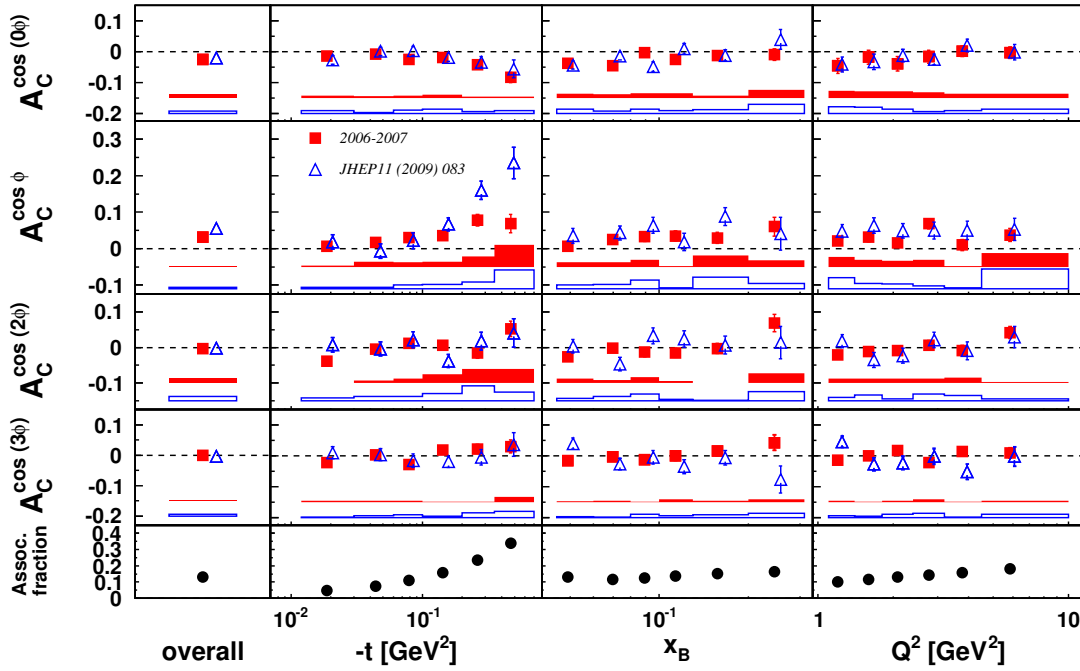 A_C^cos (0ϕ)
0.1
0
-0.1
-0.2
A_C^cos ϕ
0.3
0.2
0.1
0
-0.1
2006-2007
JHEP11 (2009) 083
A_C^cos (2ϕ)
0.1
0
-0.1
A_C^cos (3ϕ)
0.1
0
-0.1
-0.2
Assoc.
fraction
0.4
0.3
0.2
0.1
0
10^-2 10^-1 10^-1 1 10
overall -t [GeV^2] x_B Q^2 [GeV^2]